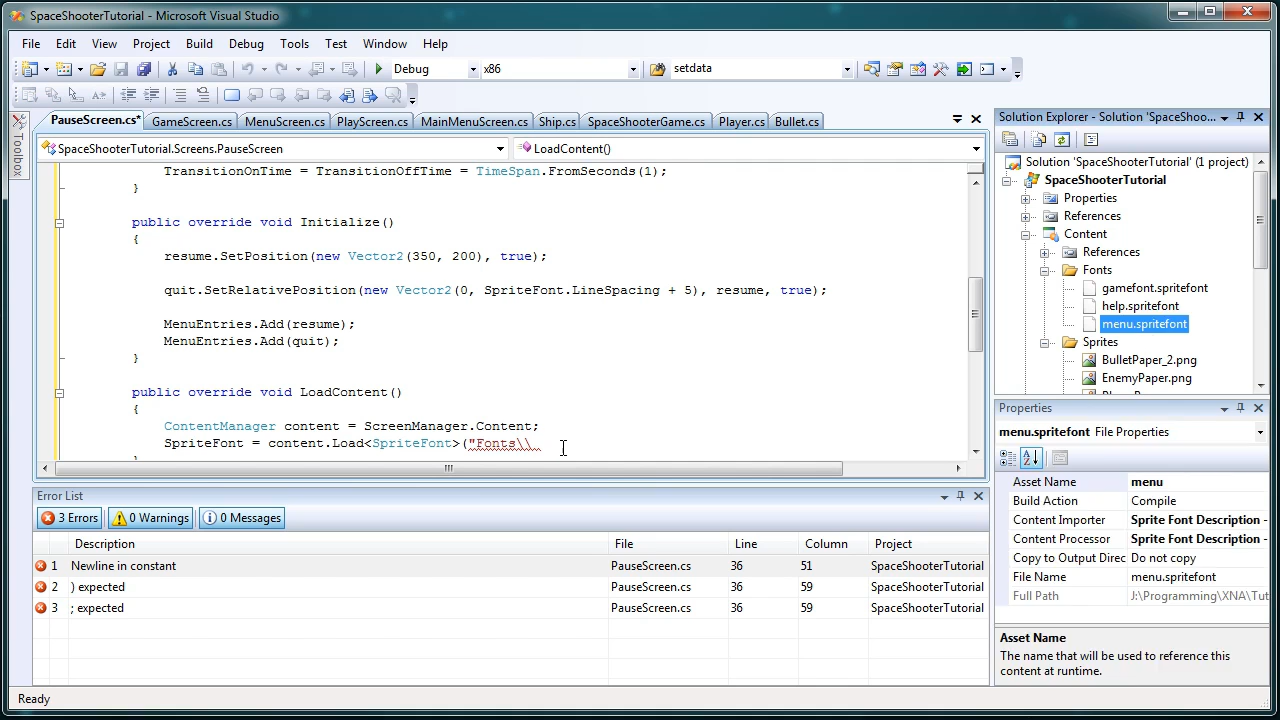 SpaceShooterTutorial - Microsoft Visual Studio
File Edit View Project Build Debug Tools Test Window Help
Debug x86 setdata
PauseScreen.cs* GameScreen.cs MenuScreen.cs PlayScreen.cs MainMenuScreen.cs Ship.cs SpaceShooterGame.cs Player.cs Bullet.cs
SpaceShooterTutorial.Screens.PauseScreen LoadContent()
Toolbox
TransitionOnTime = TransitionOffTime = TimeSpan.FromSeconds(1);
}
public override void Initialize()
{
resume.SetPosition(new Vector2(350, 200), true);
quit.SetRelativePosition(new Vector2(0, SpriteFont.LineSpacing + 5), resume, true);
MenuEntries.Add(resume);
MenuEntries.Add(quit);
}
public override void LoadContent()
{
ContentManager content = ScreenManager.Content;
SpriteFont = content.Load<SpriteFont>("Fonts\\
Error List
3 Errors 0 Warnings 0 Messages
Description File Line Column Project
1 Newline in constant PauseScreen.cs 36 51 SpaceShooterTutorial
2 ) expected PauseScreen.cs 36 59 SpaceShooterTutorial
3 ; expected PauseScreen.cs 36 59 SpaceShooterTutorial
Ready
Solution Explorer - Solution 'SpaceShoo...
Solution 'SpaceShooterTutorial' (1 project)
SpaceShooterTutorial
Properties
References
Content
References
Fonts
gamefont.spritefont
help.spritefont
menu.spritefont
Sprites
BulletPaper_2.png
EnemyPaper.png
Properties
menu.spritefont File Properties
Asset Name menu
Build Action Compile
Content Importer Sprite Font Description -
Content Processor Sprite Font Description -
Copy to Output Direc Do not copy
File Name menu.spritefont
Full Path J:\Programming\XNA\Tut
Asset Name
The name that will be used to reference this
content at runtime.